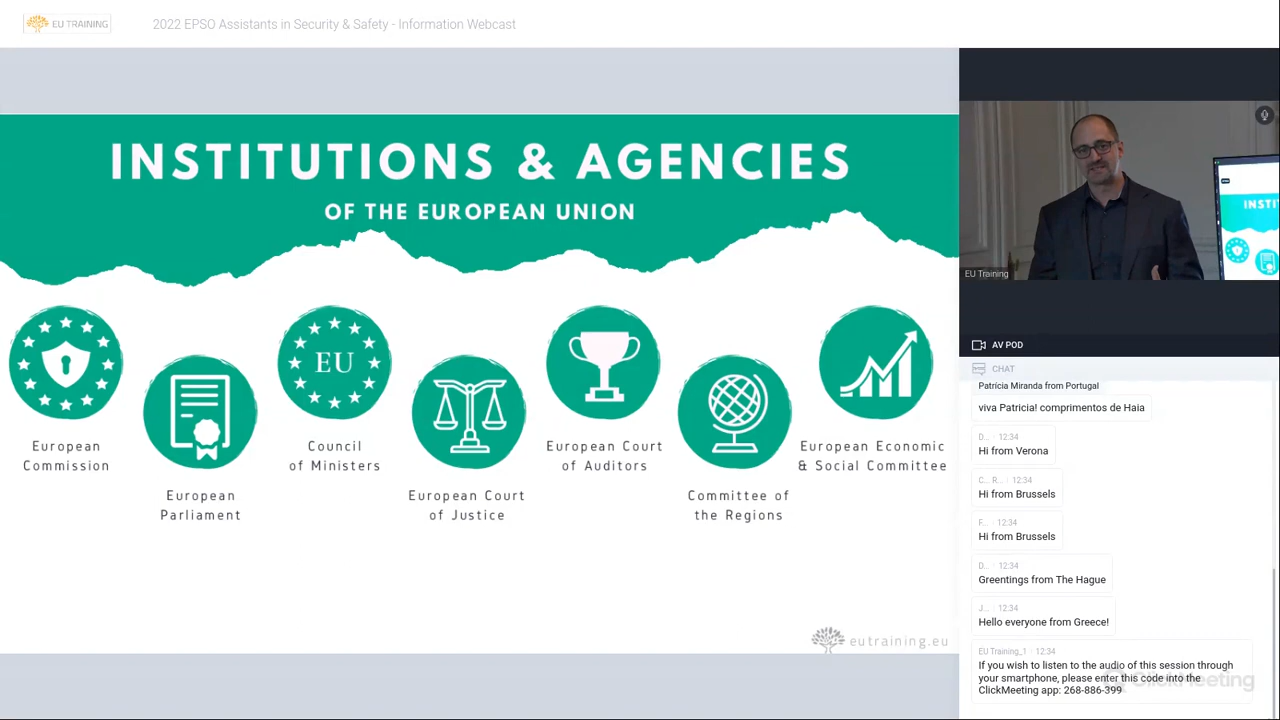 EU TRAINING
2022 EPSO Assistants in Security & Safety - Information Webcast
INSTITUTIONS & AGENCIES
OF THE EUROPEAN UNION
EU
European
Commission
European
Parliament
Council
of Ministers
European Court
of Justice
European Court
of Auditors
Committee of
the Regions
European Economic
& Social Committee
eutraining.eu
INSTI
EU Training
AV POD
CHAT
Patrícia Miranda from Portugal
viva Patricia! comprimentos de Haia
D... 12:34
Hi from Verona
C... R... 12:34
Hi from Brussels
F... 12:34
Hi from Brussels
D... 12:34
Greentings from The Hague
J... 12:34
Hello everyone from Greece!
EU Training_1 12:34
If you wish to listen to the audio of this session through
your smartphone, please enter this code into the
ClickMeeting app: 268-886-399
ClickMeeting